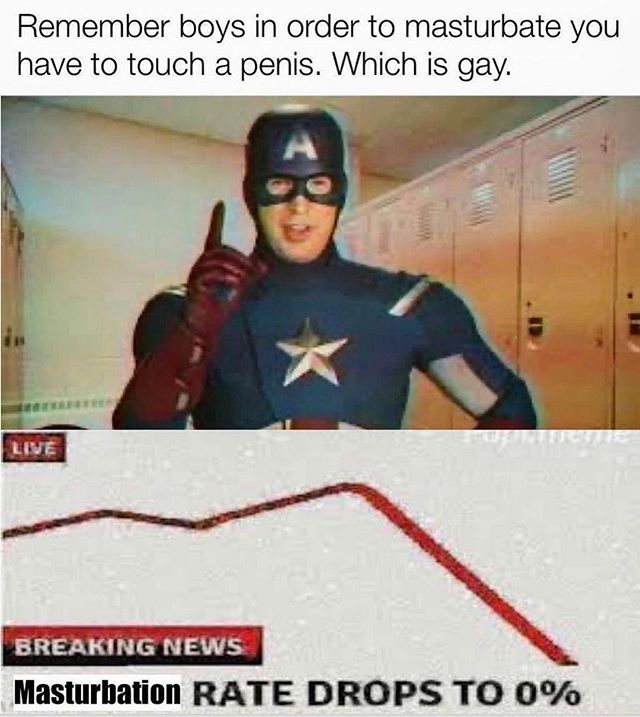 Remember boys in order to masturbate you
have to touch a penis. Which is gay.
A
LIVE
BREAKING NEWS
Masturbation RATE DROPS TO 0%